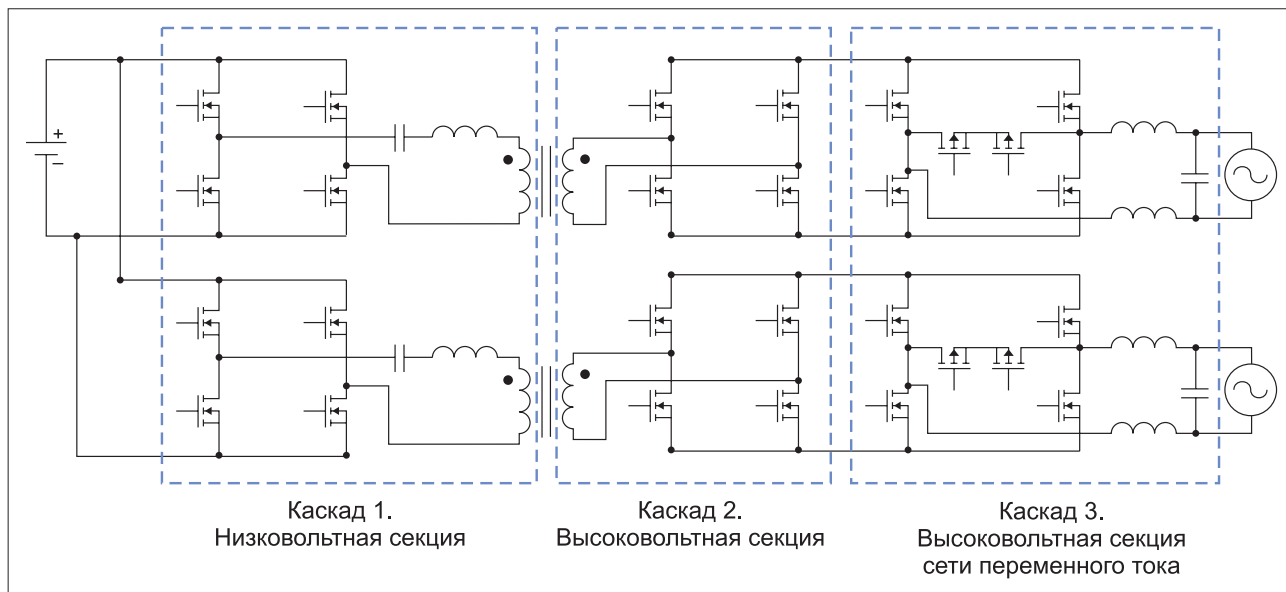 +
−
Каскад 1.
Низковольтная секция
Каскад 2.
Высоковольтная секция
Каскад 3.
Высоковольтная секция
сети переменного тока